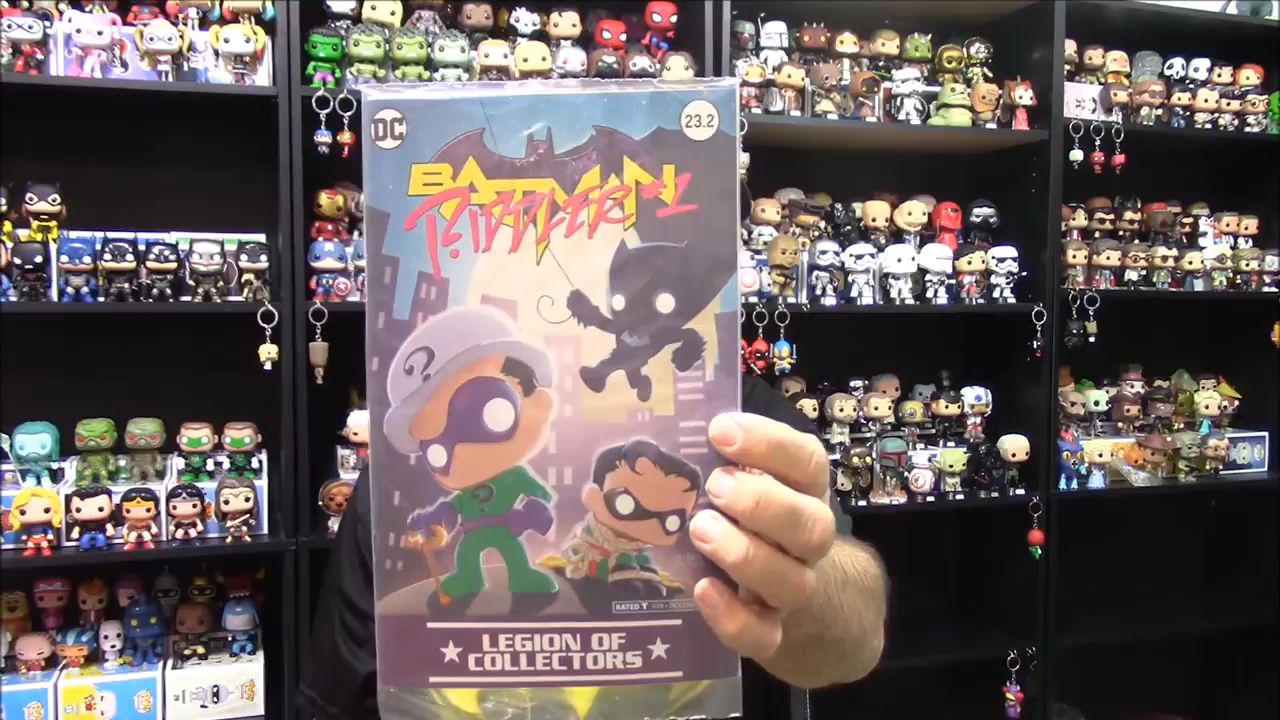 DC
23.2
BATMAN
RIDDLER #1
RATED T
LEGION OF
COLLECTORS